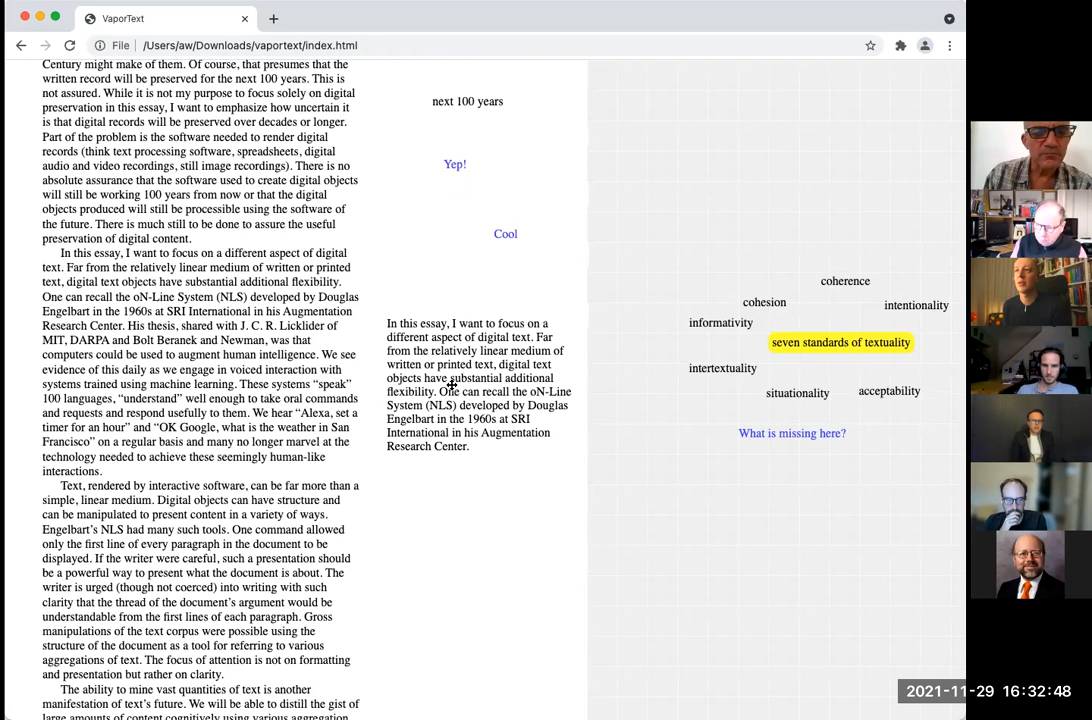 VaporText
File
/Users/aw/Downloads/vaportext/index.html
Century might make of them. Of course, that presumes that the
written record will be preserved for the next 100 years. This is
not assured. While it is not my purpose to focus solely on digital
preservation in this essay, I want to emphasize how uncertain it
is that digital records will be preserved over decades or longer.
Part of the problem is the software needed to render digital
records (think text processing software, spreadsheets, digital
audio and video recordings, still image recordings). There is no
absolute assurance that the software used to create digital objects
will still be working 100 years from now or that the digital
objects produced will still be processible using the software of
the future. There is much still to be done to assure the useful
preservation of digital content.
In this essay, I want to focus on a different aspect of digital
text. Far from the relatively linear medium of written or printed
text, digital text objects have substantial additional flexibility.
One can recall the oN-Line System (NLS) developed by Douglas
Engelbart in the 1960s at SRI International in his Augmentation
Research Center. His thesis, shared with J. C. R. Licklider of
MIT, DARPA and Bolt Beranek and Newman, was that
computers could be used to augment human intelligence. We see
evidence of this daily as we engage in voiced interaction with
systems trained using machine learning. These systems “speak”
100 languages, “understand” well enough to take oral commands
and requests and respond usefully to them. We hear “Alexa, set a
timer for an hour” and “OK Google, what is the weather in San
Francisco” on a regular basis and many no longer marvel at the
technology needed to achieve these seemingly human-like
interactions.
Text, rendered by interactive software, can be far more than a
simple, linear medium. Digital objects can have structure and
can be manipulated to present content in a variety of ways.
Engelbart’s NLS had many such tools. One command allowed
only the first line of every paragraph in the document to be
displayed. If the writer were careful, such a presentation should
be a powerful way to present what the document is about. The
writer is urged (though not coerced) into writing with such
clarity that the thread of the document’s argument would be
understandable from the first lines of each paragraph. Gross
manipulations of the text corpus were possible using the
structure of the document as a tool for referring to various
aggregations of text. The focus of attention is not on formatting
and presentation but rather on clarity.
The ability to mine vast quantities of text is another
manifestation of text’s future. We will be able to distill the gist of
large amounts of content cognitively using various aggregation
next 100 years
Yep!
Cool
In this essay, I want to focus on a
different aspect of digital text. Far
from the relatively linear medium of
written or printed text, digital text
objects have substantial additional
flexibility. One can recall the oN-Line
System (NLS) developed by Douglas
Engelbart in the 1960s at SRI
International in his Augmentation
Research Center.
coherence
cohesion
intentionality
informativity
seven standards of textuality
intertextuality
situationality
acceptability
What is missing here?
2021-11-29 16:32:48